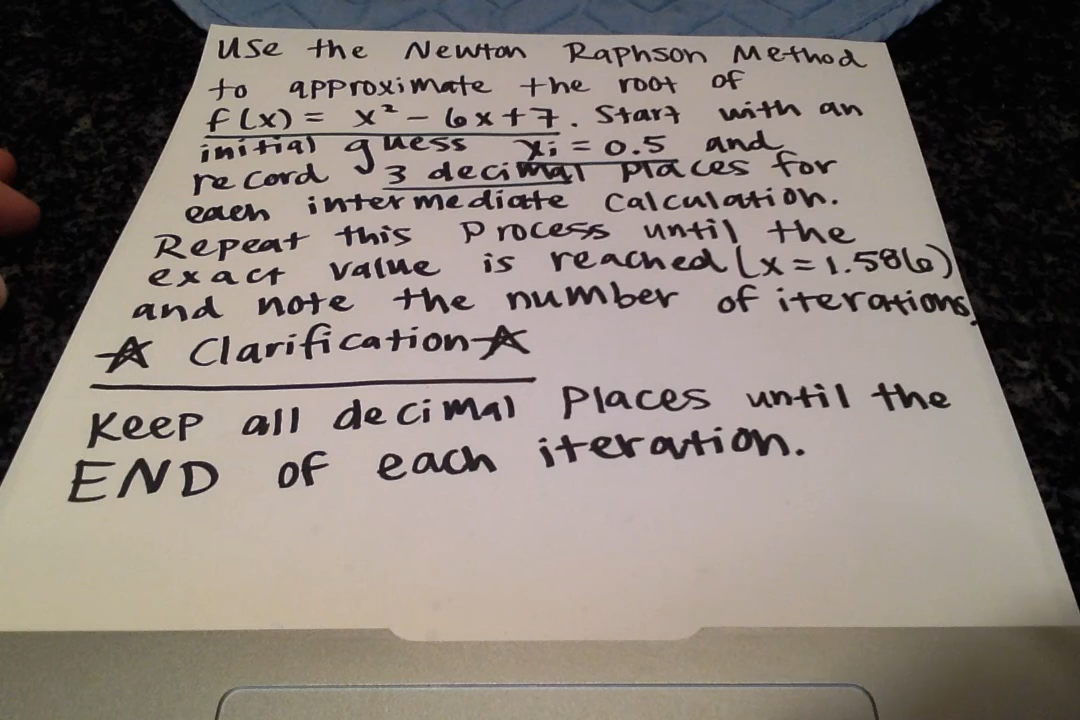 Use the Newton Raphson Method
to approximate the root of
f(x) = x² - 6x+7. Start with an
initial guess xi = 0.5 and
record 3 decimal places for
each intermediate calculation.
Repeat this process until the
exact value is reached (x = 1.586)
and note the number of iterations.
☆ Clarification ☆
Keep all decimal places until the
END of each iteration.